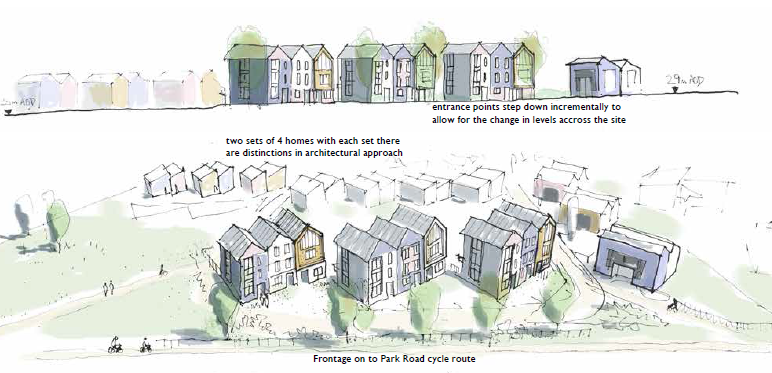 29m AOD
entrance points step down incrementally to
allow for the change in levels accross the site
two sets of 4 homes with each set there
are distinctions in architectural approach
Frontage on to Park Road cycle route